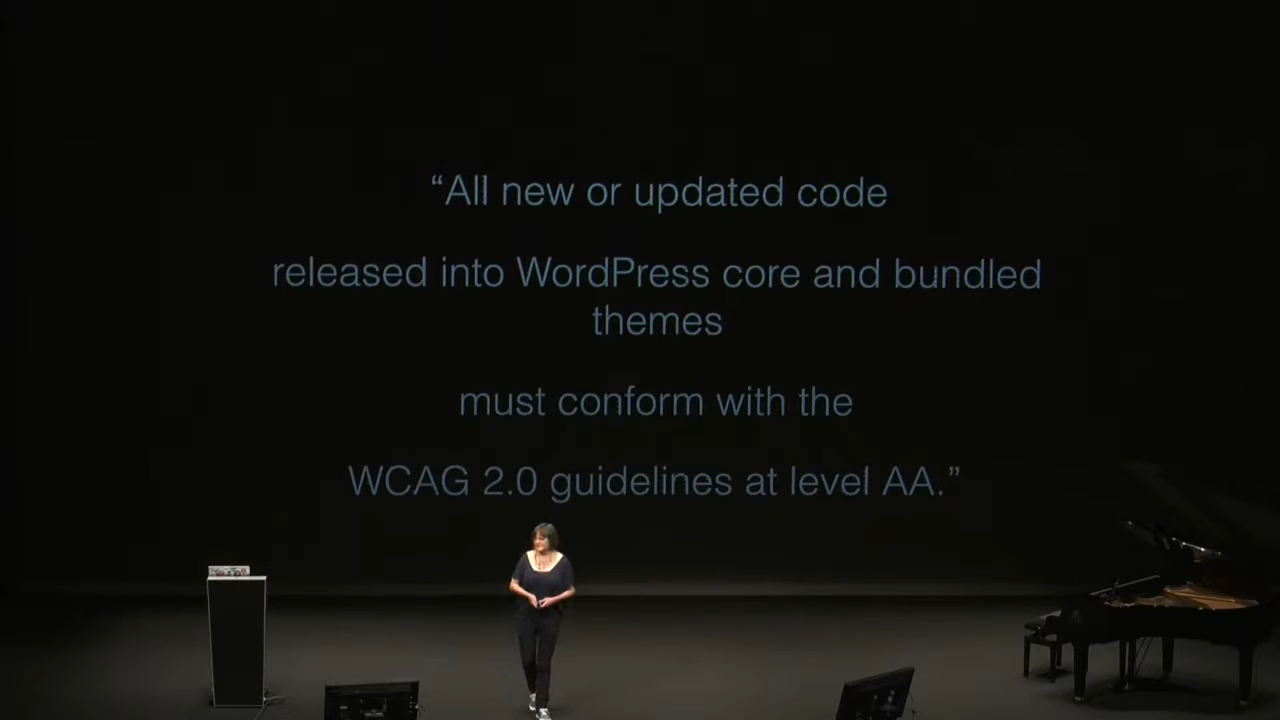 “All new or updated code
released into WordPress core and bundled
themes
must conform with the
WCAG 2.0 guidelines at level AA.”